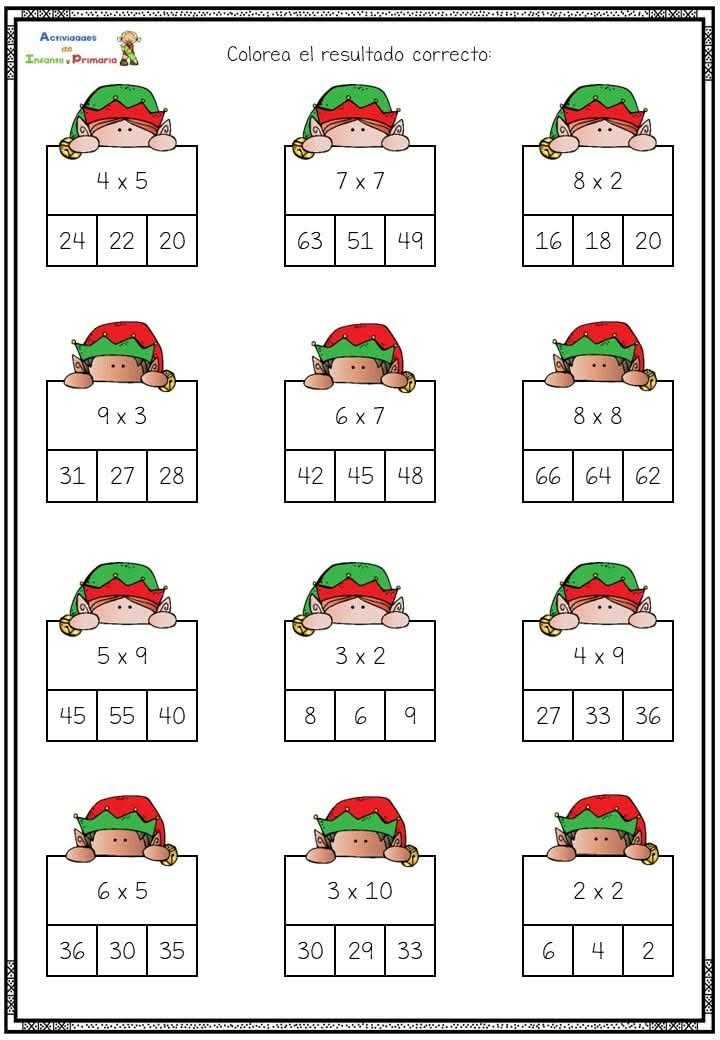 Actividades
de
Infantil y Primaria
Colorea el resultado correcto:
4 x 5
24 22 20
7 x 7
63 51 49
8 x 2
16 18 20
9 x 3
31 27 28
6 x 7
42 45 48
8 x 8
66 64 62
5 x 9
45 55 40
3 x 2
8 6 9
4 x 9
27 33 36
6 x 5
36 30 35
3 x 10
30 29 33
2 x 2
6 4 2